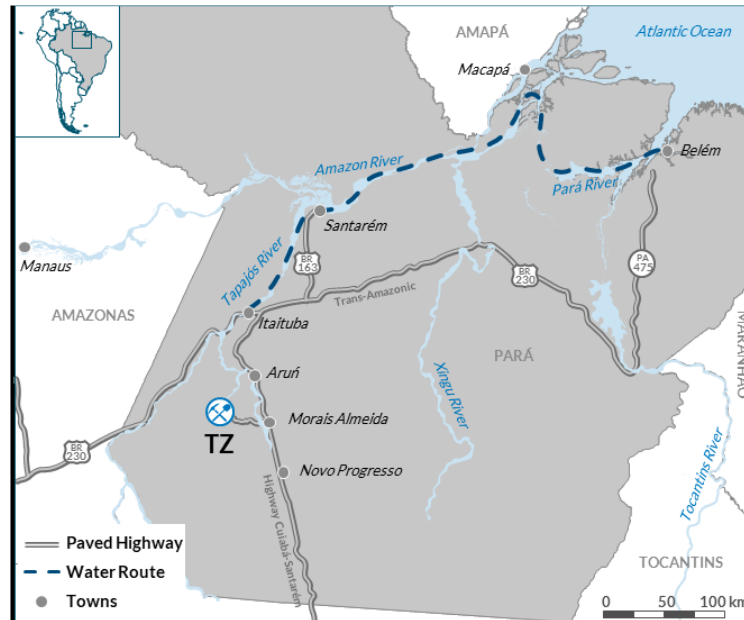 AMAPÁ
Atlantic Ocean
Macapá
Belém
Amazon River
Pará River
Santarém
Manaus
Tapajós River
BR
163
BR
230
PA
475
Trans-Amazonic
AMAZONAS
Itaituba
PARÁ
MARANHÃO
Aruń
Xingu River
TZ
Morais Almeida
BR
230
Novo Progresso
Highway Cuiabá-Santarém
Tocantins River
TOCANTINS
Paved Highway
Water Route
Towns
0 50 100 km